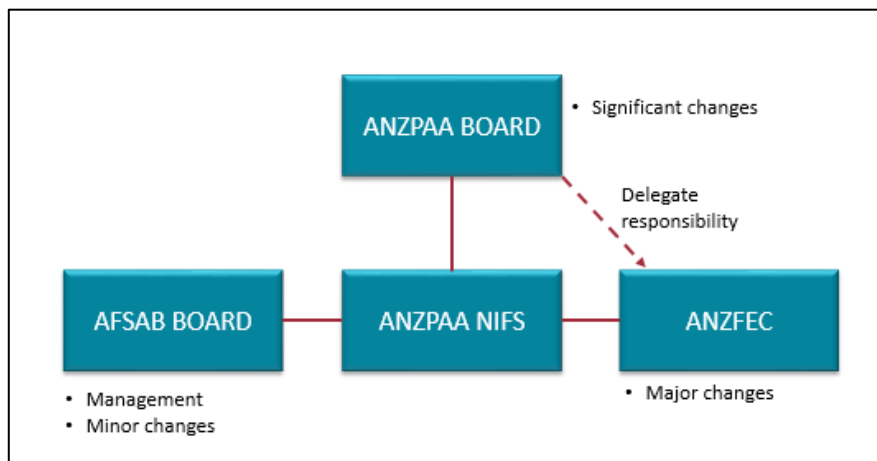 ANZPAA BOARD
• Significant changes
Delegate
responsibility
AFSAB BOARD
ANZPAA NIFS
ANZFEC
• Management
• Minor changes
• Major changes